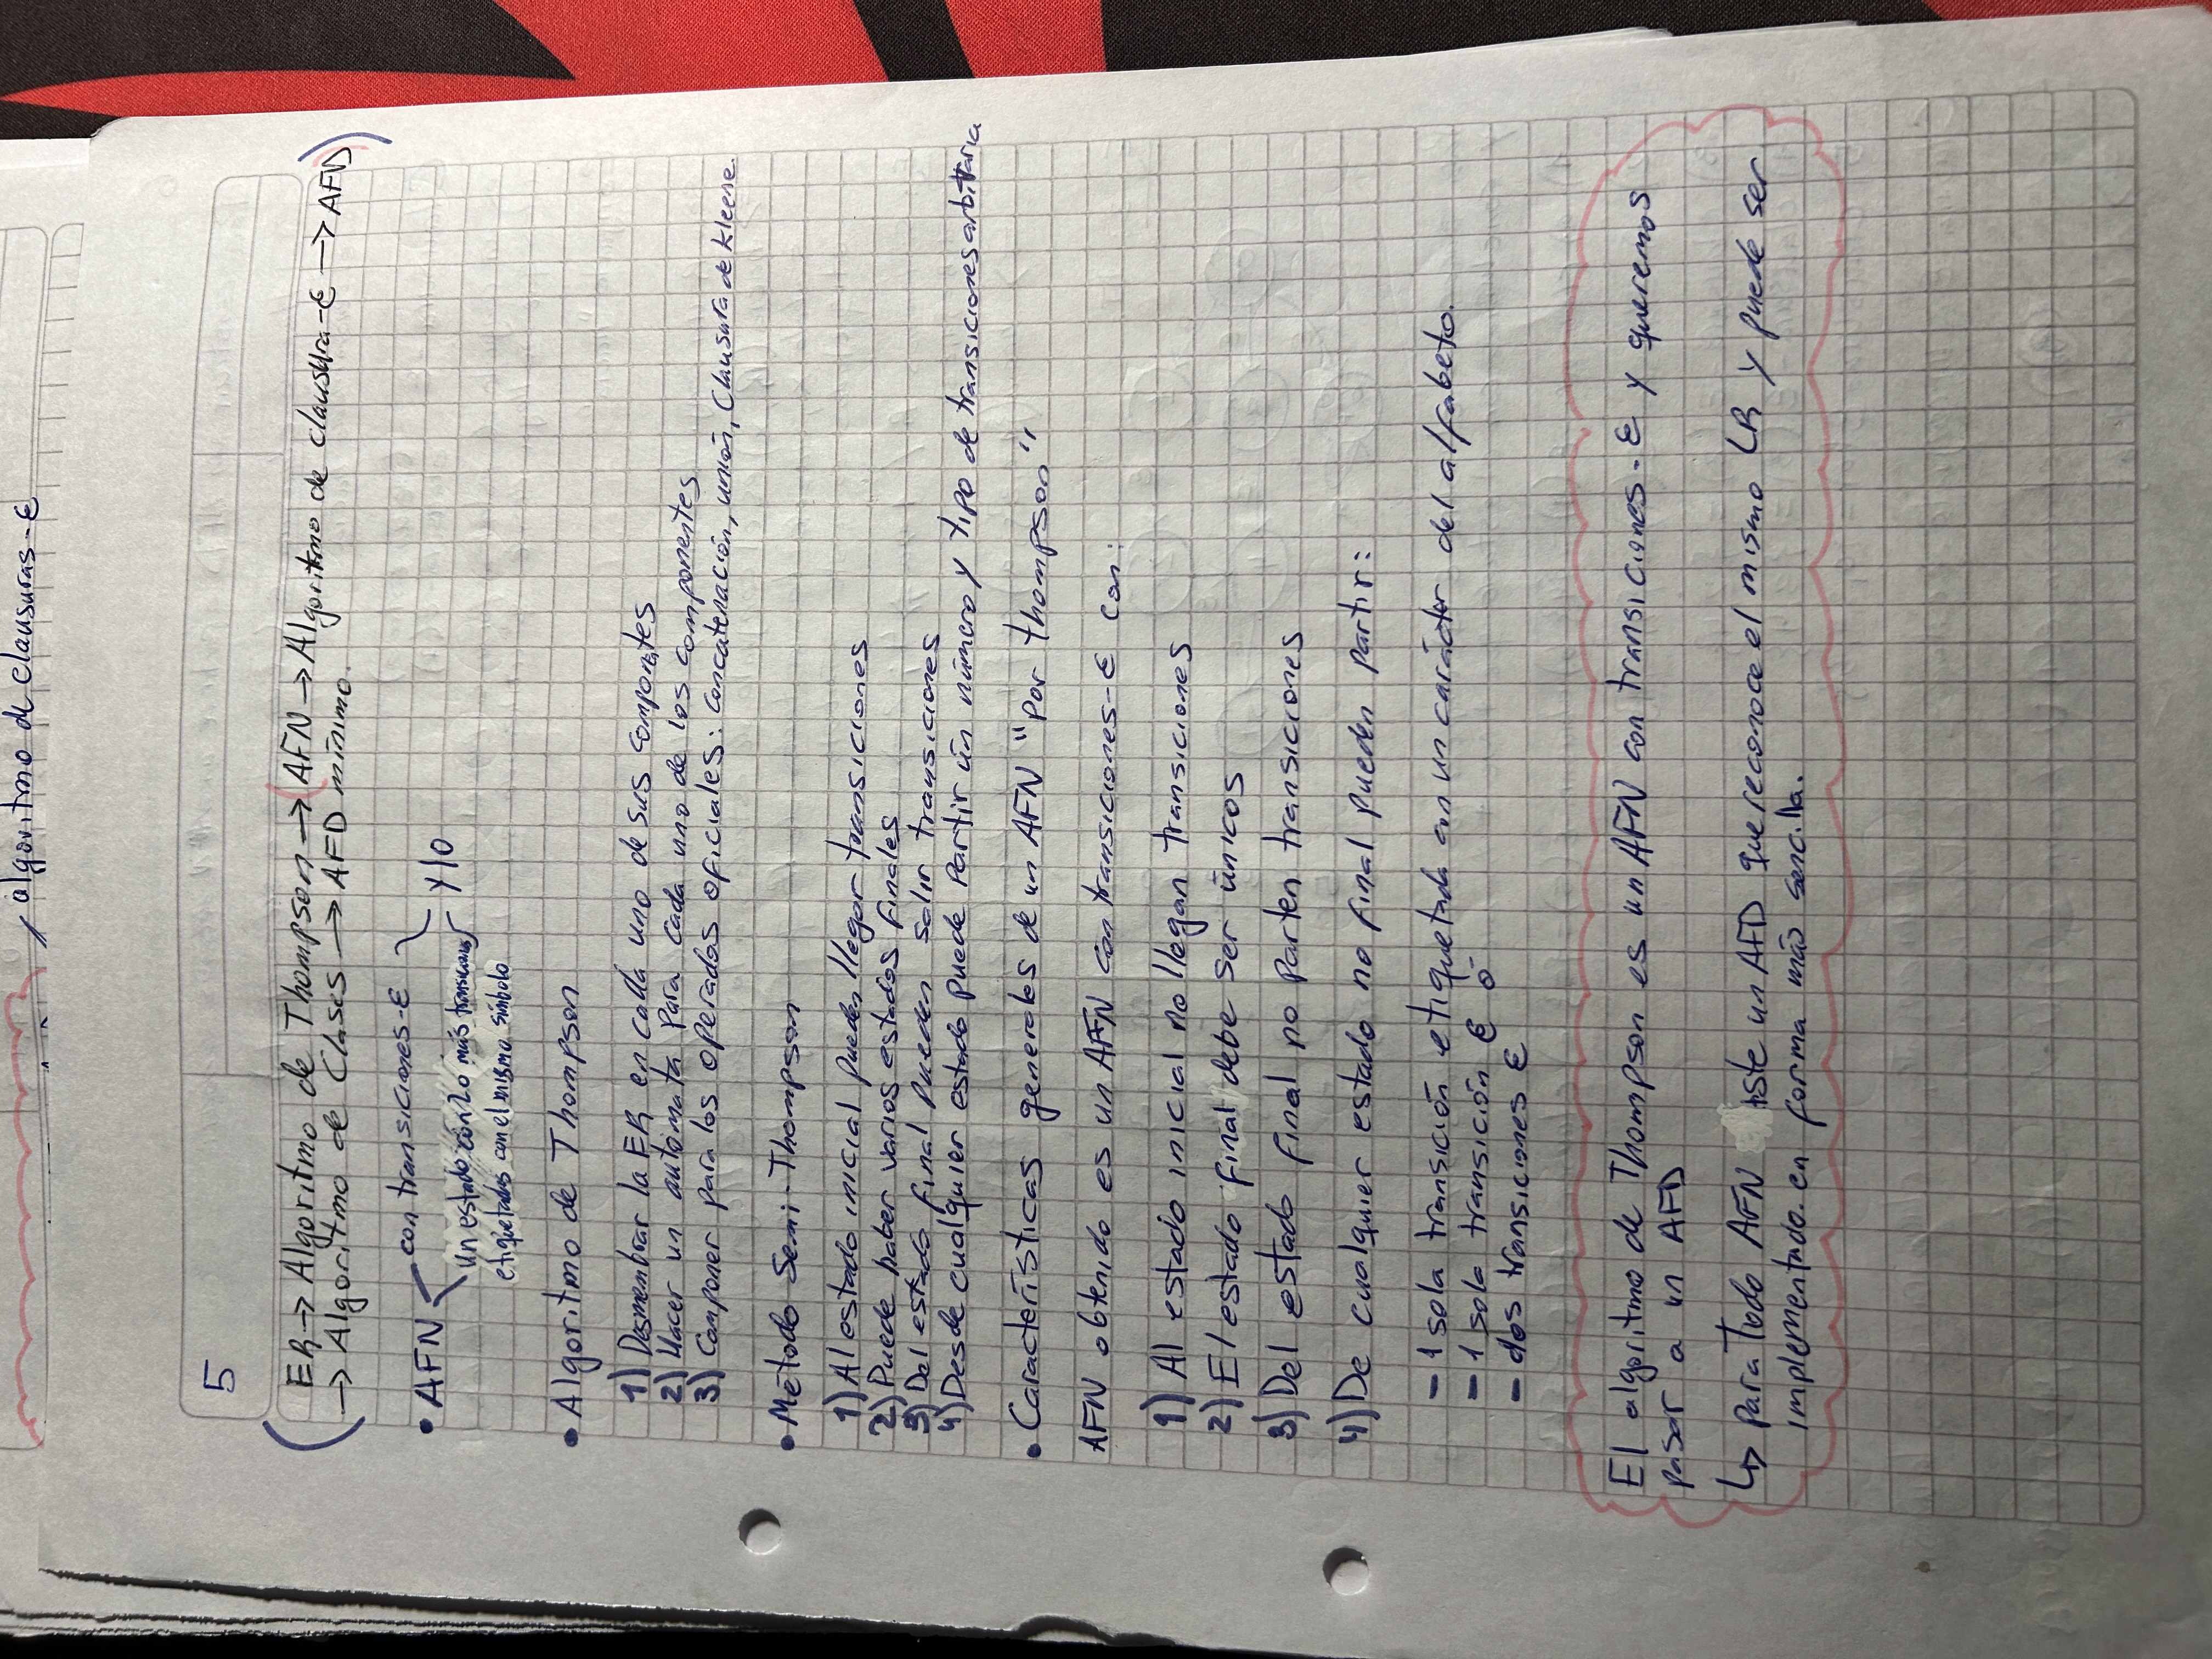 algoritmo de clausuras-ε
5
ER → Algoritmo de Thompson → AFN → Algoritmo de clausura-ε → AFD
→ Algoritmo de Clases → AFD mínimo.
• AFN
con transiciones-ε
un estado con 2 o más transiciones
y/o
etiquetadas con el mismo símbolo
• Algoritmo de Thompson
1) Desmembrar la ER en cada uno de sus componentes
2) Hacer un autómata para cada uno de los componentes
3) Componer para los operados oficiales: concatenación, unión, Clausura de Kleene.
• Método Semi-Thompson
1) Al estado inicial pueden llegar transiciones
2) Puede haber varios estados finales
3) Del estado final pueden salir transiciones
4) Desde cualquier estado puede partir un número y tipo de transiciones arbitraria
• Características generales de un AFN "por thompson"
AFN obtenido es un AFN con transiciones-ε con:
1) Al estado inicial no llegan transiciones
2) El estado final debe ser únicos
3) Del estado final no parten transiciones
4) De cualquier estado no final pueden partir:
- 1 sola transición etiquetada con un carácter del alfabeto.
- 1 sola transición ε ó
- dos transiciones ε
El algoritmo de Thompson es un AFN con transiciones-ε y queremos
pasar a un AFD
↳ para Todo AFN iste un AFD que reconoce el mismo LR y puede ser
implementado. en forma más sencilla.